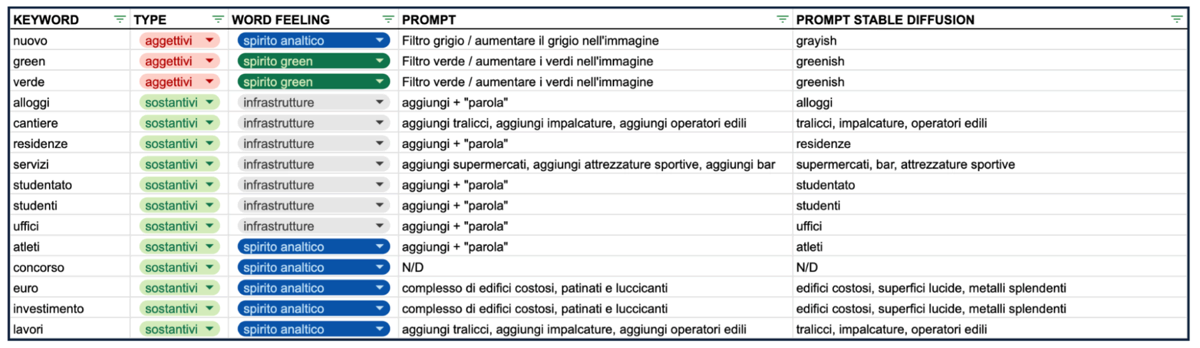 KEYWORD TYPE WORD FEELING PROMPT PROMPT STABLE DIFFUSION
nuovo aggettivi spirito analtico Filtro grigio / aumentare il grigio nell'immagine grayish
green aggettivi spirito green Filtro verde / aumentare i verdi nell'immagine greenish
verde aggettivi spirito green Filtro verde / aumentare i verdi nell'immagine greenish
alloggi sostantivi infrastrutture aggiungi + "parola" alloggi
cantiere sostantivi infrastrutture aggiungi tralicci, aggiungi impalcature, aggiungi operatori edili tralicci, impalcature, operatori edili
residenze sostantivi infrastrutture aggiungi + "parola" residenze
servizi sostantivi infrastrutture aggiungi supermercati, aggiungi attrezzature sportive, aggiungi bar supermercati, bar, attrezzature sportive
studentato sostantivi infrastrutture aggiungi + "parola" studentato
studenti sostantivi infrastrutture aggiungi + "parola" studenti
uffici sostantivi infrastrutture aggiungi + "parola" uffici
atleti sostantivi spirito analtico aggiungi + "parola" atleti
concorso sostantivi spirito analtico N/D N/D
euro sostantivi spirito analtico complesso di edifici costosi, patinati e luccicanti edifici costosi, superfici lucide, metalli splendenti
investimento sostantivi spirito analtico complesso di edifici costosi, patinati e luccicanti edifici costosi, superfici lucide, metalli splendenti
lavori sostantivi spirito analtico aggiungi tralicci, aggiungi impalcature, aggiungi operatori edili tralicci, impalcature, operatori edili